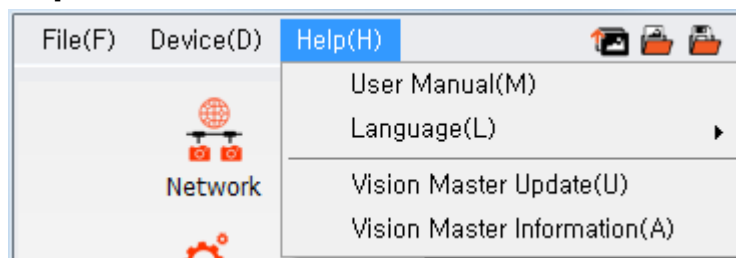 File(F) Device(D) Help(H)
User Manual(M)
Language(L)
Network
Vision Master Update(U)
Vision Master Information(A)